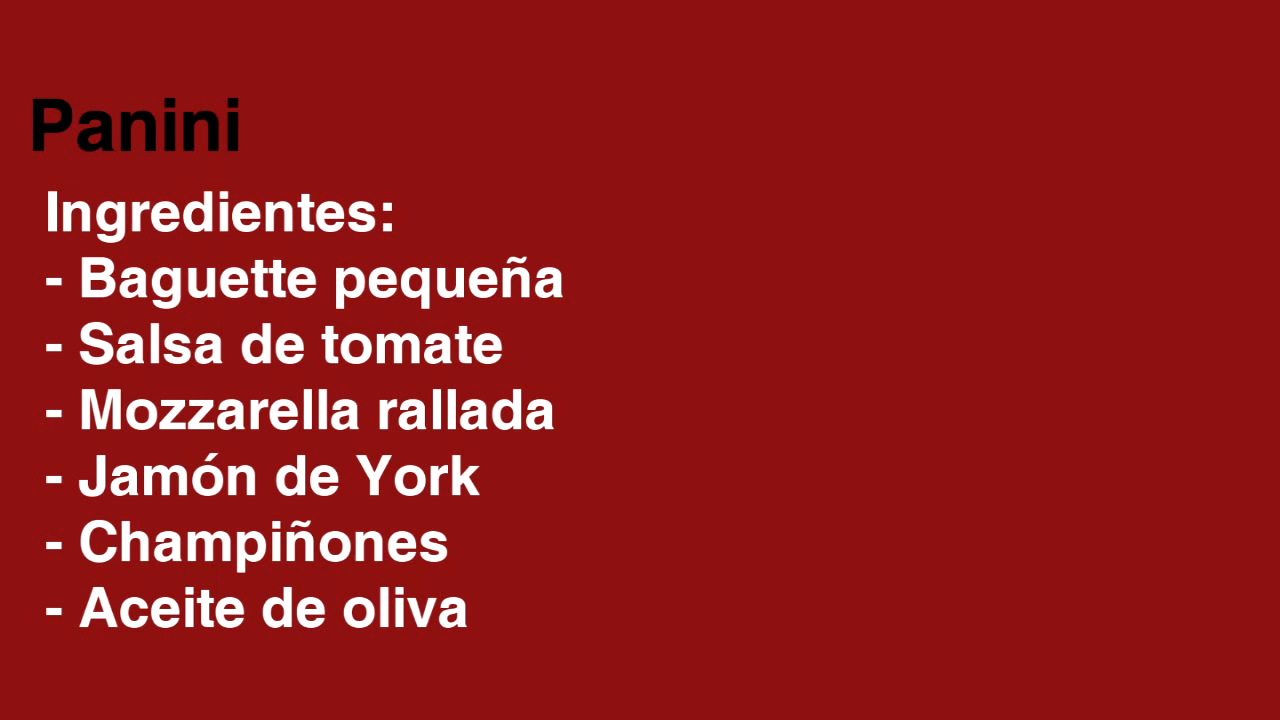 Panini
Ingredientes:
- Baguette pequeña
- Salsa de tomate
- Mozzarella rallada
- Jamón de York
- Champiñones
- Aceite de oliva